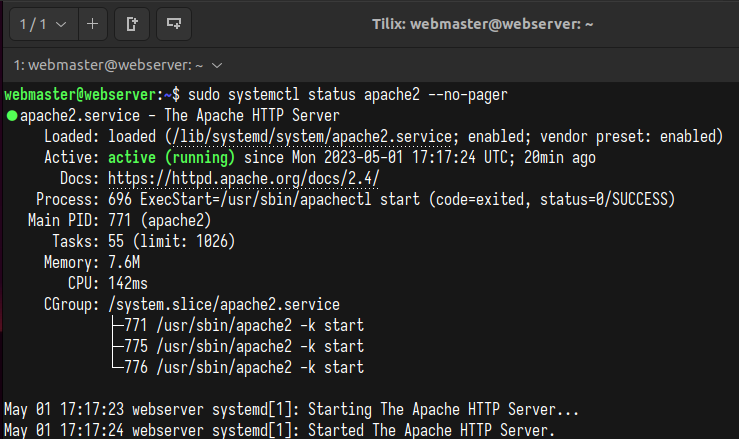 1 / 1
Tilix: webmaster@webserver: ~
1: webmaster@webserver: ~
webmaster@webserver:~$ sudo systemctl status apache2 --no-pager
● apache2.service - The Apache HTTP Server
Loaded: loaded (/lib/systemd/system/apache2.service; enabled; vendor preset: enabled)
Active: active (running) since Mon 2023-05-01 17:17:24 UTC; 20min ago
Docs: https://httpd.apache.org/docs/2.4/
Process: 696 ExecStart=/usr/sbin/apachectl start (code=exited, status=0/SUCCESS)
Main PID: 771 (apache2)
Tasks: 55 (limit: 1026)
Memory: 7.6M
CPU: 142ms
CGroup: /system.slice/apache2.service
├─771 /usr/sbin/apache2 -k start
├─775 /usr/sbin/apache2 -k start
└─776 /usr/sbin/apache2 -k start
May 01 17:17:23 webserver systemd[1]: Starting The Apache HTTP Server...
May 01 17:17:24 webserver systemd[1]: Started The Apache HTTP Server.